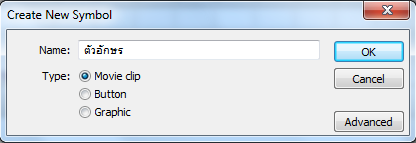 Create New Symbol
Name: ตัวอักษร
OK
Type: Movie clip
Cancel
Button
Graphic
Advanced